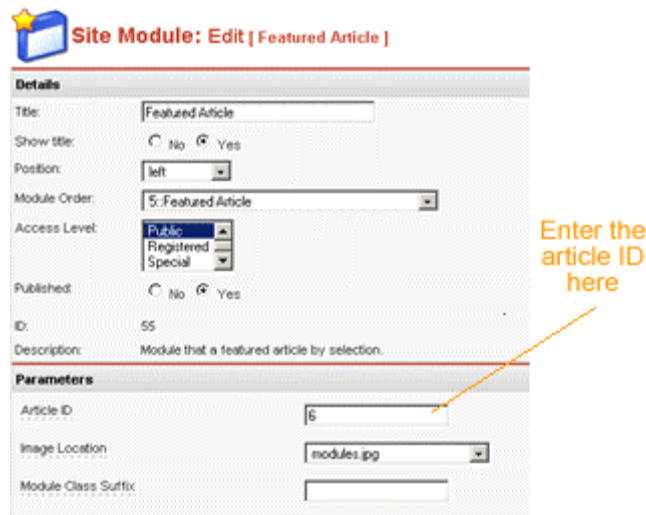 Site Module: Edit [ Featured Article ]
Details
Title: Featured Article
Show title: No Yes
Position: left
Module Order: 5::Featured Article
Access Level: Public
Registered
Special
Published: No Yes
ID: 55
Description: Module that a featured article by selection.
Parameters
Article ID 6
Image Location modules.jpg
Module Class Suffix
Enter the
article ID
here